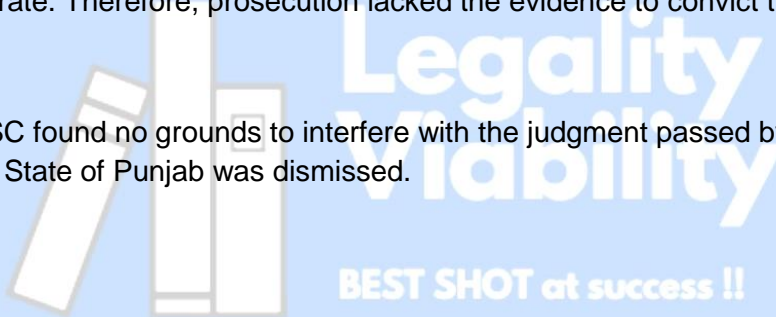 rate. Therefore, prosecution lacked the evidence to convict t
Legality
SC found no grounds to interfere with the judgment passed b
Viability
State of Punjab was dismissed.
BEST SHOT at success !!